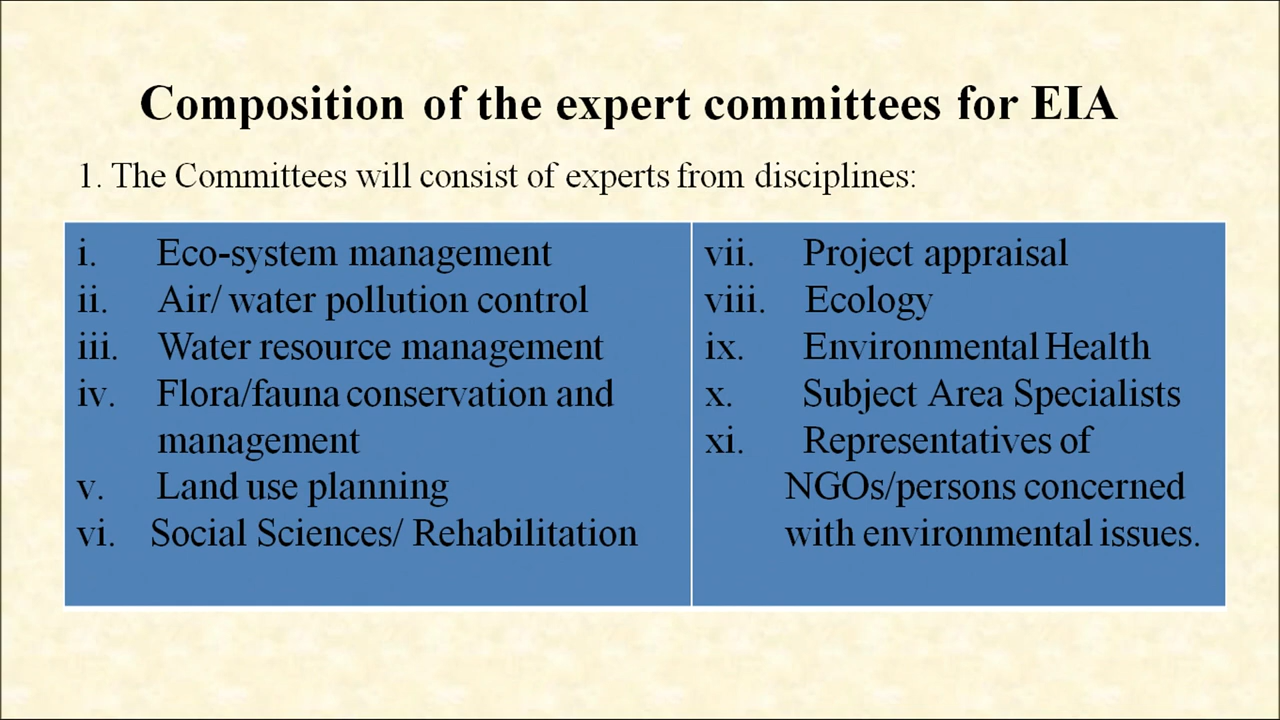 Composition of the expert committees for EIA
1. The Committees will consist of experts from disciplines:
i. Eco-system management
ii. Air/ water pollution control
iii. Water resource management
iv. Flora/fauna conservation and
management
v. Land use planning
vi. Social Sciences/ Rehabilitation
vii. Project appraisal
viii. Ecology
ix. Environmental Health
x. Subject Area Specialists
xi. Representatives of
NGOs/persons concerned
with environmental issues.